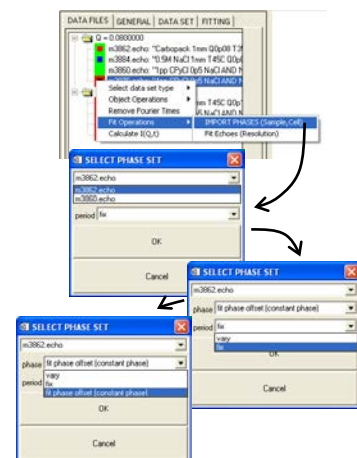 DATA FILES GENERAL DATA SET FITTING
Q = 0.0800000
m3862.echo: "Carbopack 1mm Q0p08 T
m3884.echo: "0.5M NaCl 1mm T45C Q0p
m3860.echo: "1pp CPyCl 0p5 NaCl AND
Select data set type
Object Operations
1mm T45C Q0p
Remove Fourier Times
Fit Operations
IMPORT PHASES (Sample,Cell)
Calculate I(Q,t)
Fit Echoes (Resolution)
SELECT PHASE SET
m3862.echo
m3862.echo
m3860.echo
period fix
OK
Cancel
SELECT PHASE SET
m3862.echo
phase fit phase offset (constant phase)
period fix
vary
fix
OK
Cancel
SELECT PHASE SET
m3862.echo
phase fit phase offset (constant phase)
vary
period fix
fit phase offset (constant phase)
OK
Cancel